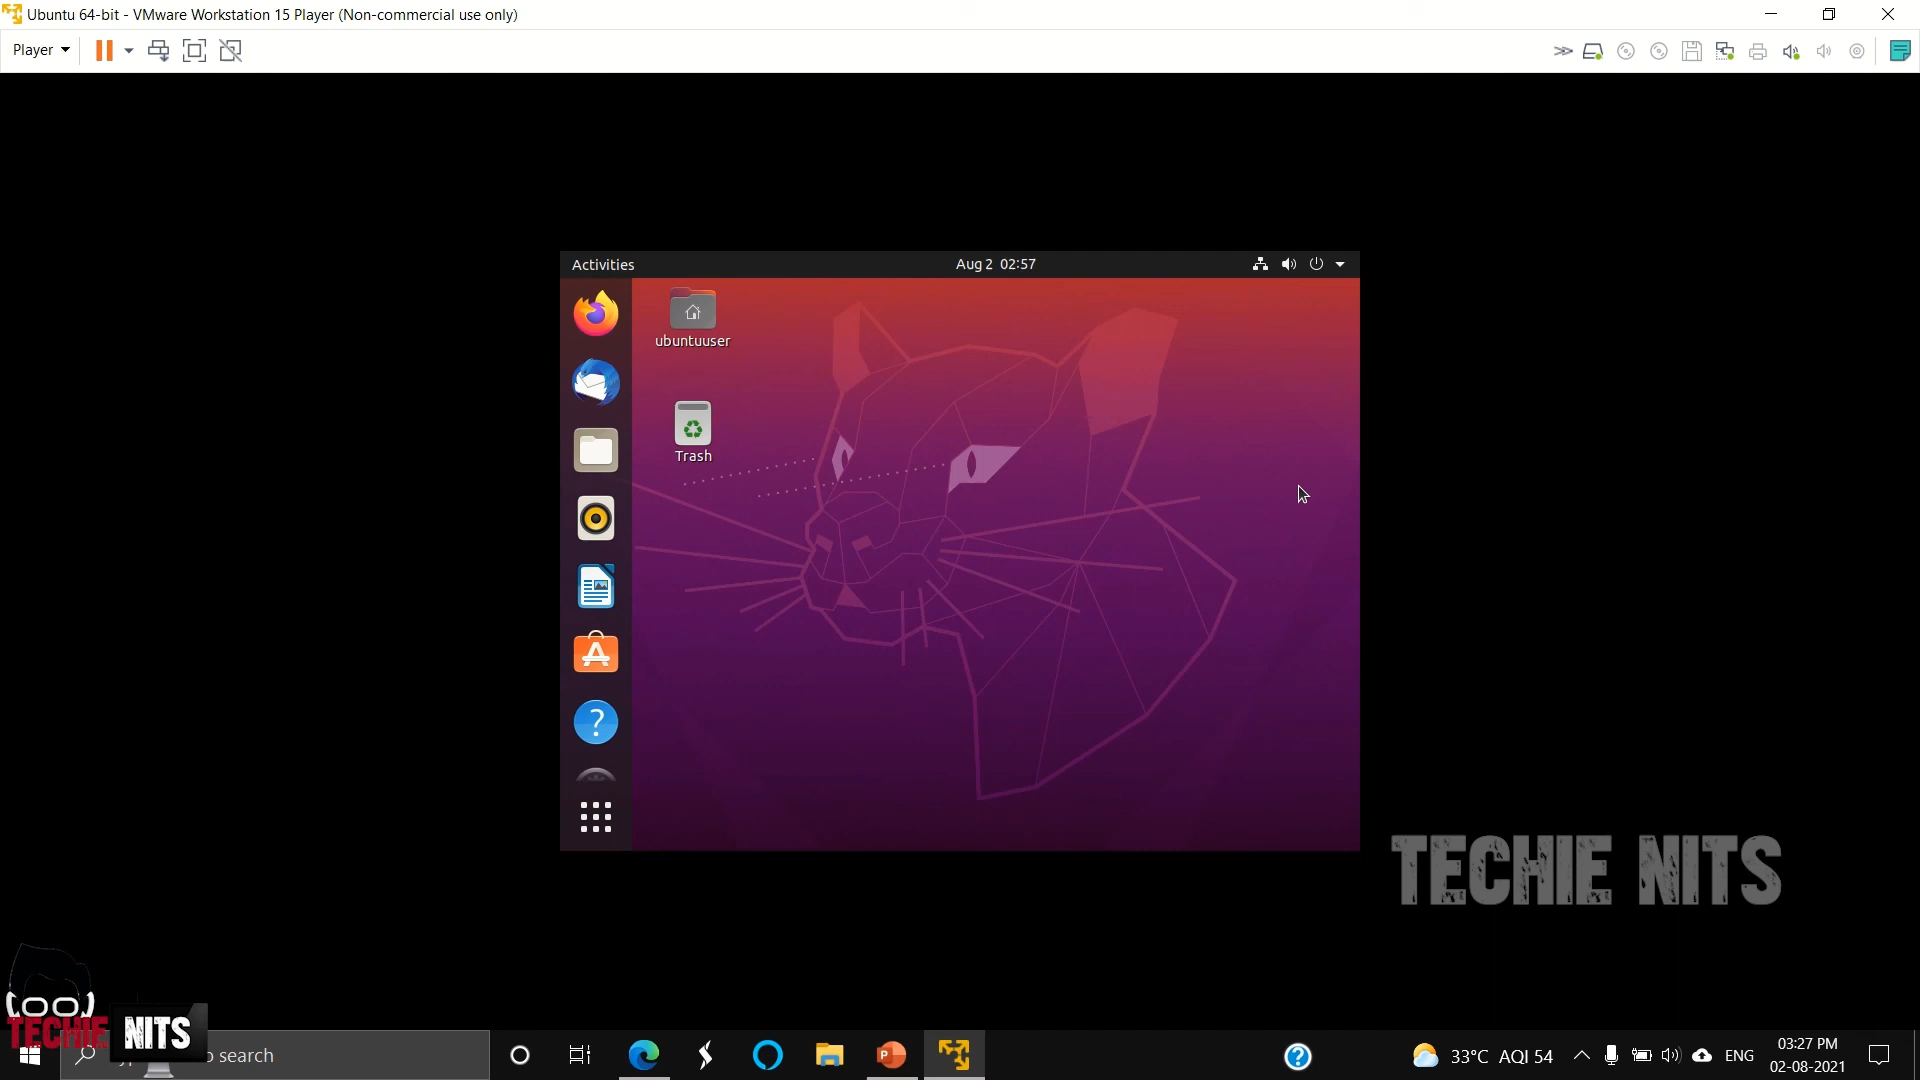 Ubuntu 64-bit - VMware Workstation 15 Player (Non-commercial use only)
Player
Activities
Aug 2 02:57
ubuntuuser
Trash
TECHIE NITS
TECHIE NITS
search
33°C AQI 54
ENG
03:27 PM
02-08-2021